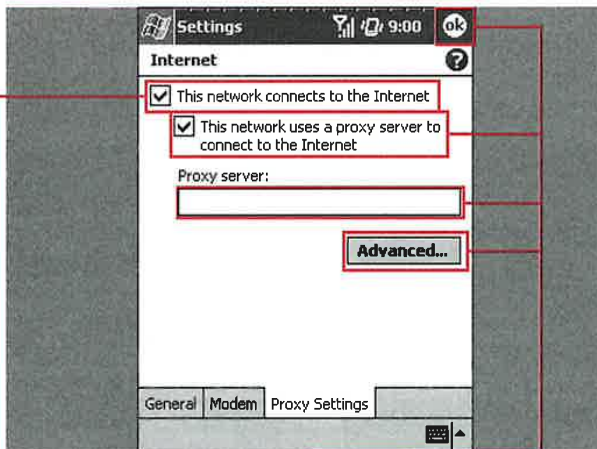 Settings 9:00 ok
Internet ?
This network connects to the Internet
This network uses a proxy server to
connect to the Internet
Proxy server:
Advanced...
General Modem Proxy Settings